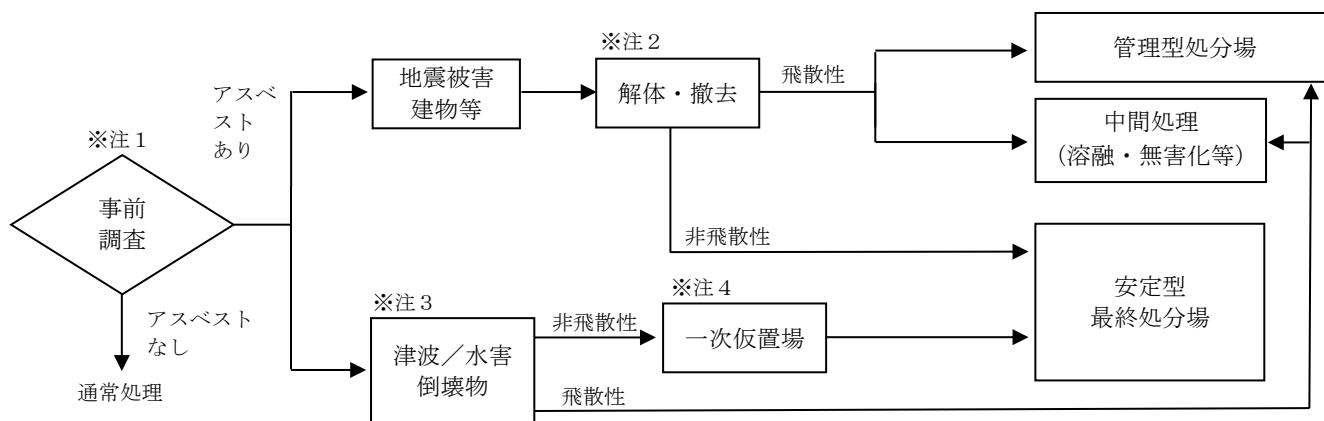 ※注１
事前
調査
アスベスト
なし
通常処理
アスベ
スト
あり
地震被害
建物等
※注２
解体・撤去
飛散性
管理型処分場
中間処理
（溶融・無害化等）
非飛散性
安定型
最終処分場
※注３
津波／水害
倒壊物
非飛散性
※注４
一次仮置場
飛散性